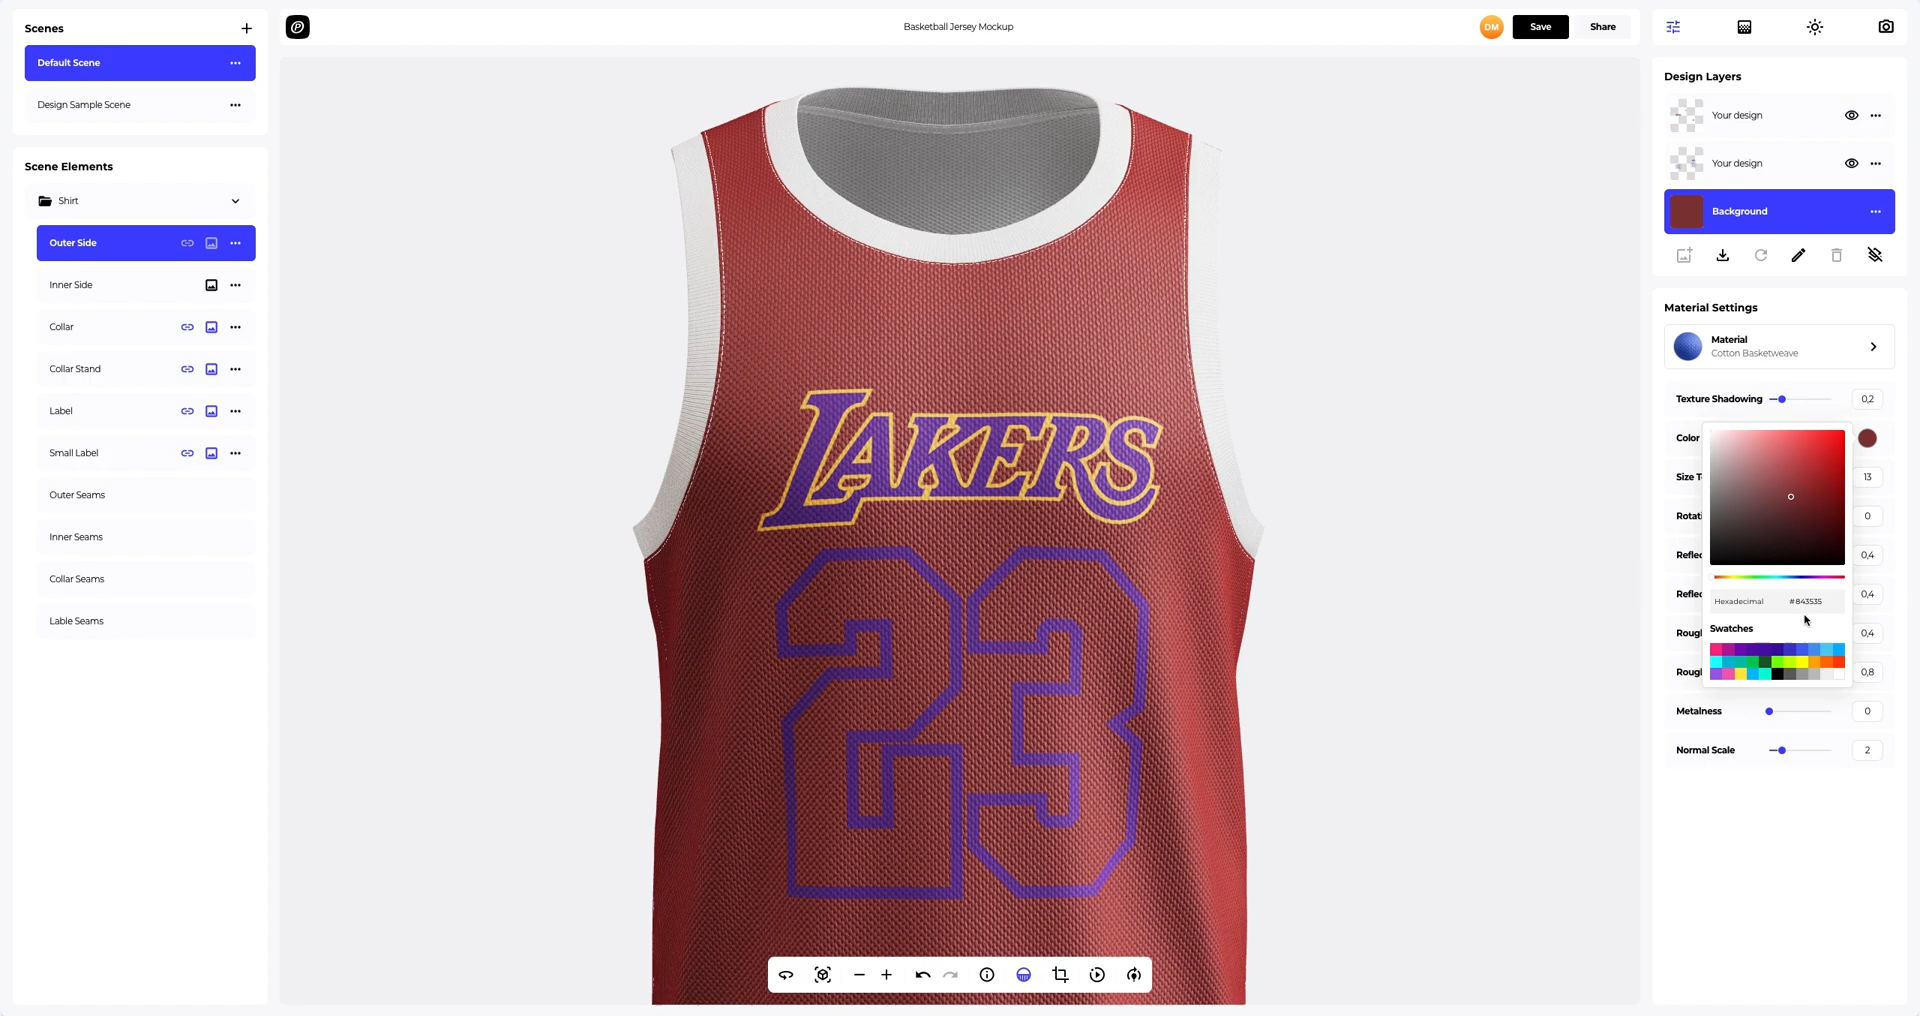 Scenes
Default Scene
Design Sample Scene
Scene Elements
Shirt
Outer Side
Inner Side
Collar
Collar Stand
Label
Small Label
Outer Seams
Inner Seams
Collar Seams
Lable Seams
Basketball Jersey Mockup
DM
Save
Share
LAKERS
23
Design Layers
Your design
Your design
Background
Material Settings
Material
Cotton Basketweave
Texture Shadowing 0,2
Color
Size T 13
Rotati 0
Reflec 0,4
Reflec 0,4
Hexadecimal #843535
Swatches
Rough 0,4
Rough 0,8
Metalness 0
Normal Scale 2